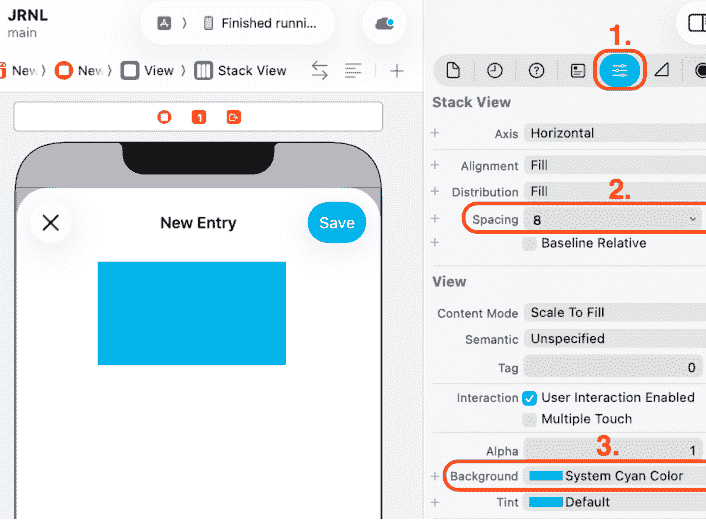 JRNL
main
Finished runni...
New
New
View
Stack View
1.
1
Stack View
Axis Horizontal
Alignment Fill
Distribution Fill
2.
Spacing 8
Baseline Relative
New Entry
Save
View
Content Mode Scale To Fill
Semantic Unspecified
Tag 0
Interaction User Interaction Enabled
Multiple Touch
Alpha 1
3.
Background System Cyan Color
Tint Default